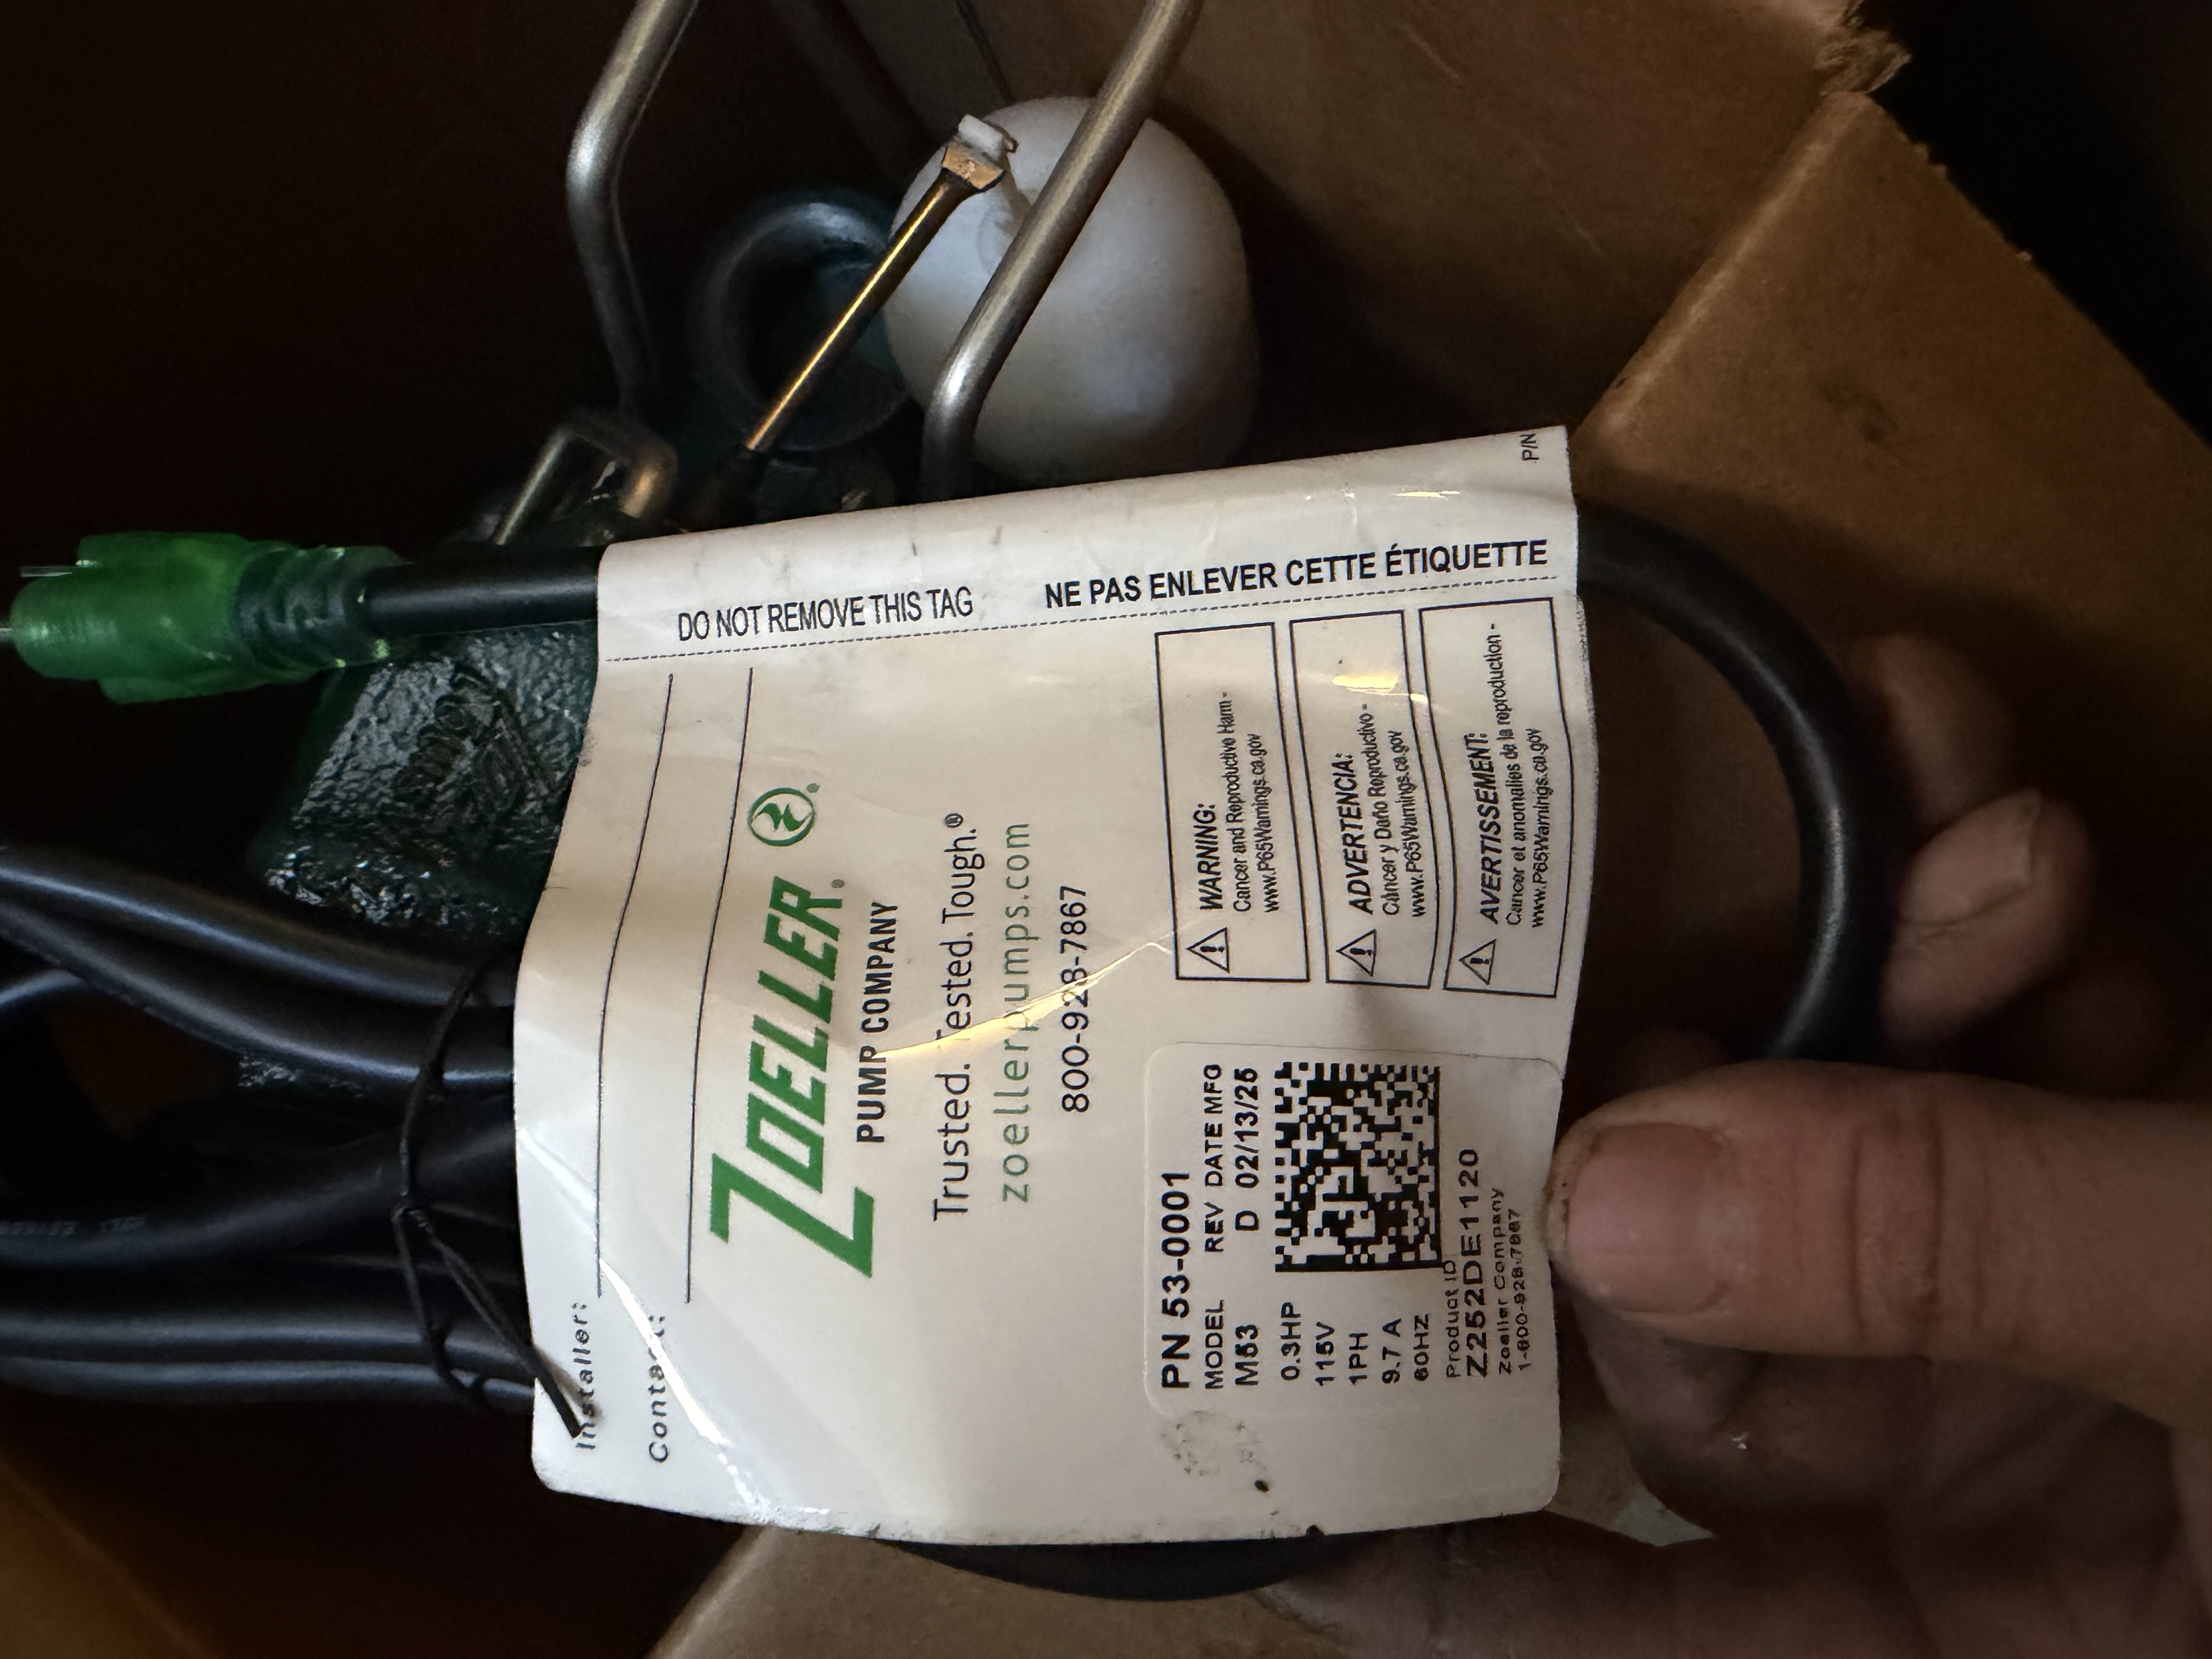 Installer:
Contact:
ZOELLER®
PUMP COMPANY
Trusted. Tested. Tough.®
zoellerpumps.com
800-928-7867
PN 53-0001
MODEL REV DATE MFG
M53 D 02/13/25
0.3HP
115V
1PH
9.7 A
60HZ
Product ID
Z252DE1120
Zoeller Company
1-800-928-7867
WARNING:
Cancer and Reproductive Harm -
www.P65Warnings.ca.gov
ADVERTENCIA:
Cáncer y Daño Reproductivo -
www.P65Warnings.ca.gov
AVERTISSEMENT:
Cancer et anomalies de la reproduction -
www.P65Warnings.ca.gov
DO NOT REMOVE THIS TAG
NE PAS ENLEVER CETTE ÉTIQUETTE
P/N